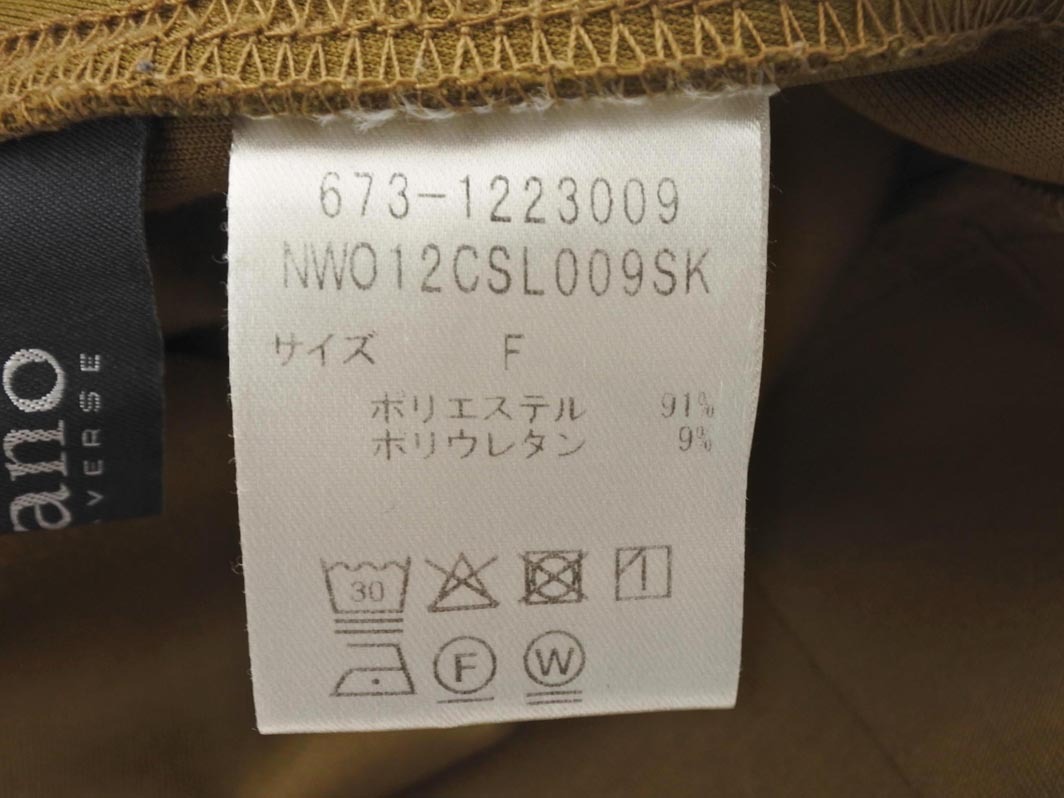 673-1223009
NW012CSL009SK
サイズ F
ポリエステル 91%
ポリウレタン 9%
30
F
W
ano
VERSE